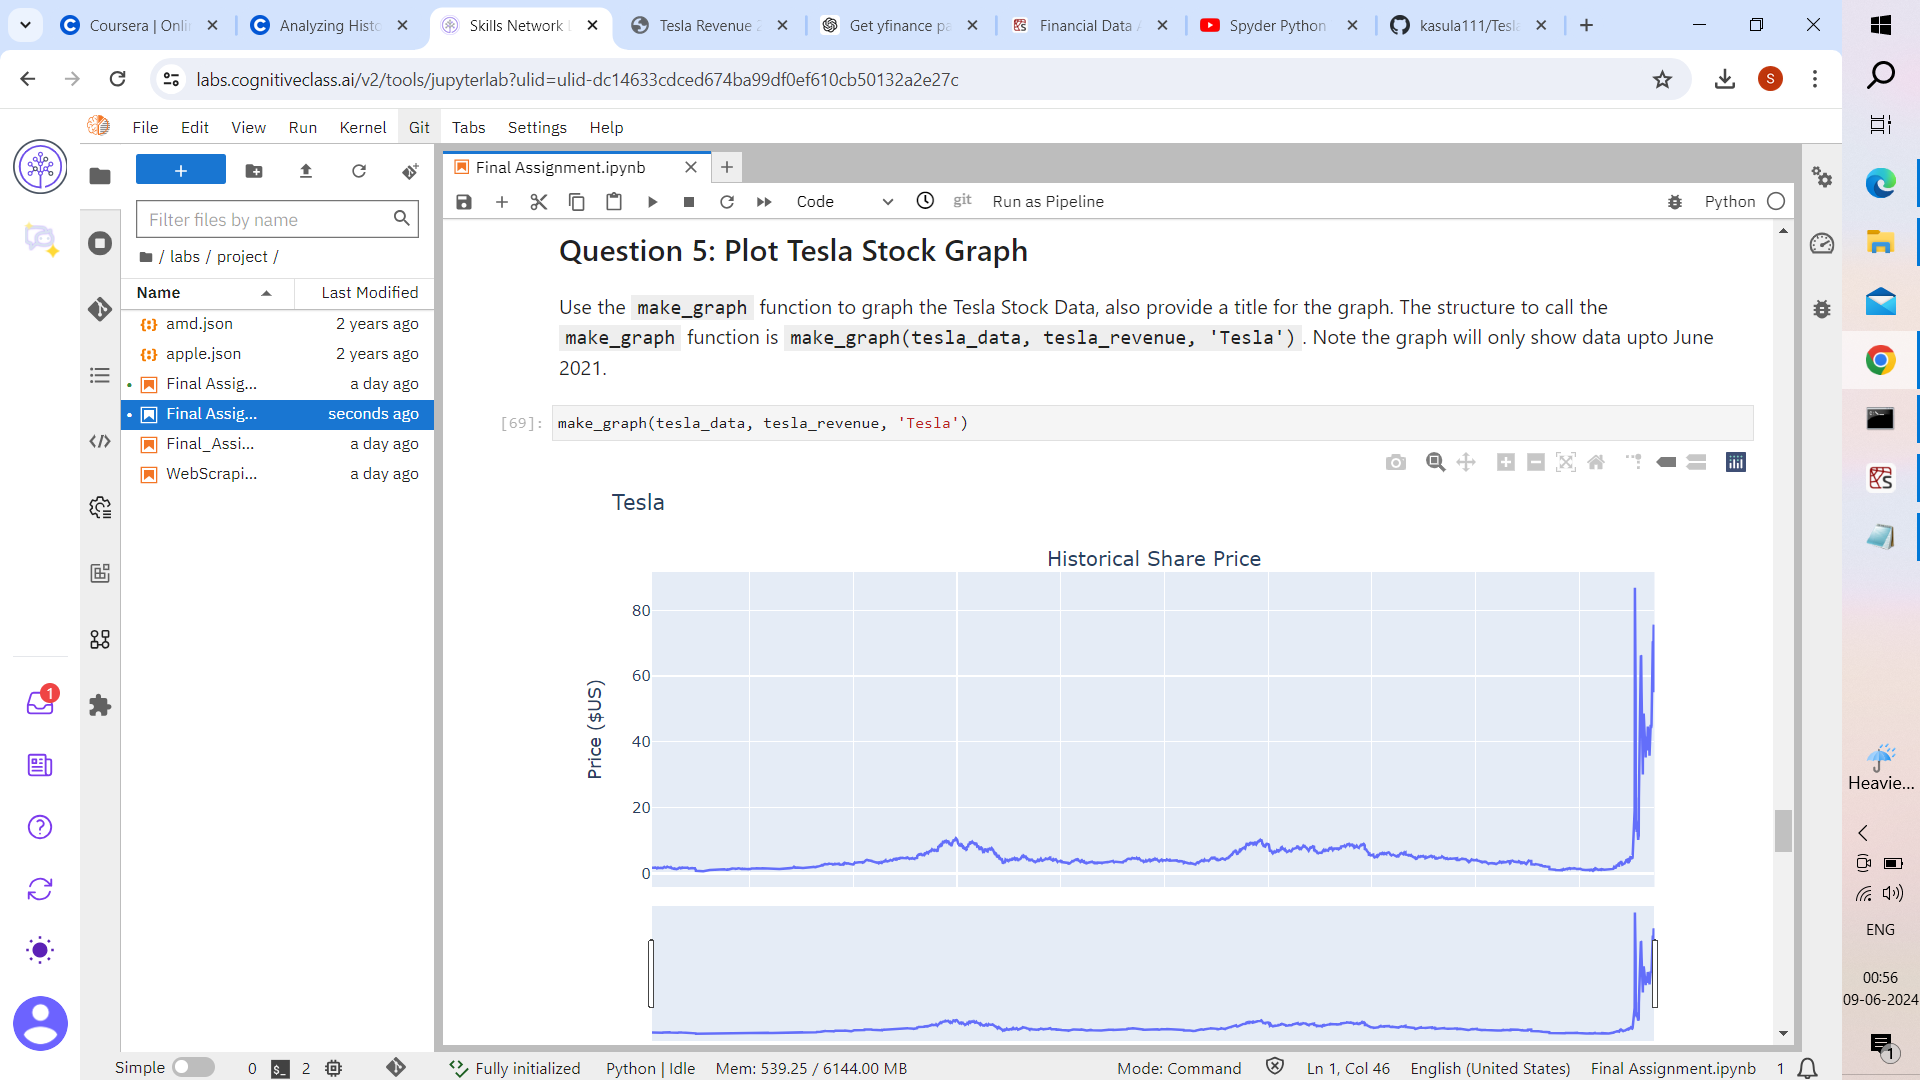 Coursera | Onlin
Analyzing Histo
Skills Network L
Tesla Revenue 2
Get yfinance pa
Financial Data A
Spyder Python
kasula111/Tesla
labs.cognitiveclass.ai/v2/tools/jupyterlab?ulid=ulid-dc14633cdced674ba99df0ef610cb50132a2e27c
S
File Edit View Run Kernel Git Tabs Settings Help
Final Assignment.ipynb
Filter files by name
/ labs / project /
Name Last Modified
amd.json 2 years ago
apple.json 2 years ago
Final Assig... a day ago
Final Assig... seconds ago
Final_Assi... a day ago
WebScrapi... a day ago
Code
git
Run as Pipeline
Python
Question 5: Plot Tesla Stock Graph
Use the make_graph function to graph the Tesla Stock Data, also provide a title for the graph. The structure to call the
make_graph function is make_graph(tesla_data, tesla_revenue, 'Tesla') . Note the graph will only show data upto June
2021.
[69]: make_graph(tesla_data, tesla_revenue, 'Tesla')
Tesla
Historical Share Price
80
60
40
20
0
Price ($US)
1
Heavie...
ENG
00:56
09-06-2024
1
Simple 0 2 Fully initialized Python | Idle Mem: 539.25 / 6144.00 MB Mode: Command Ln 1, Col 46 English (United States) Final Assignment.ipynb 1